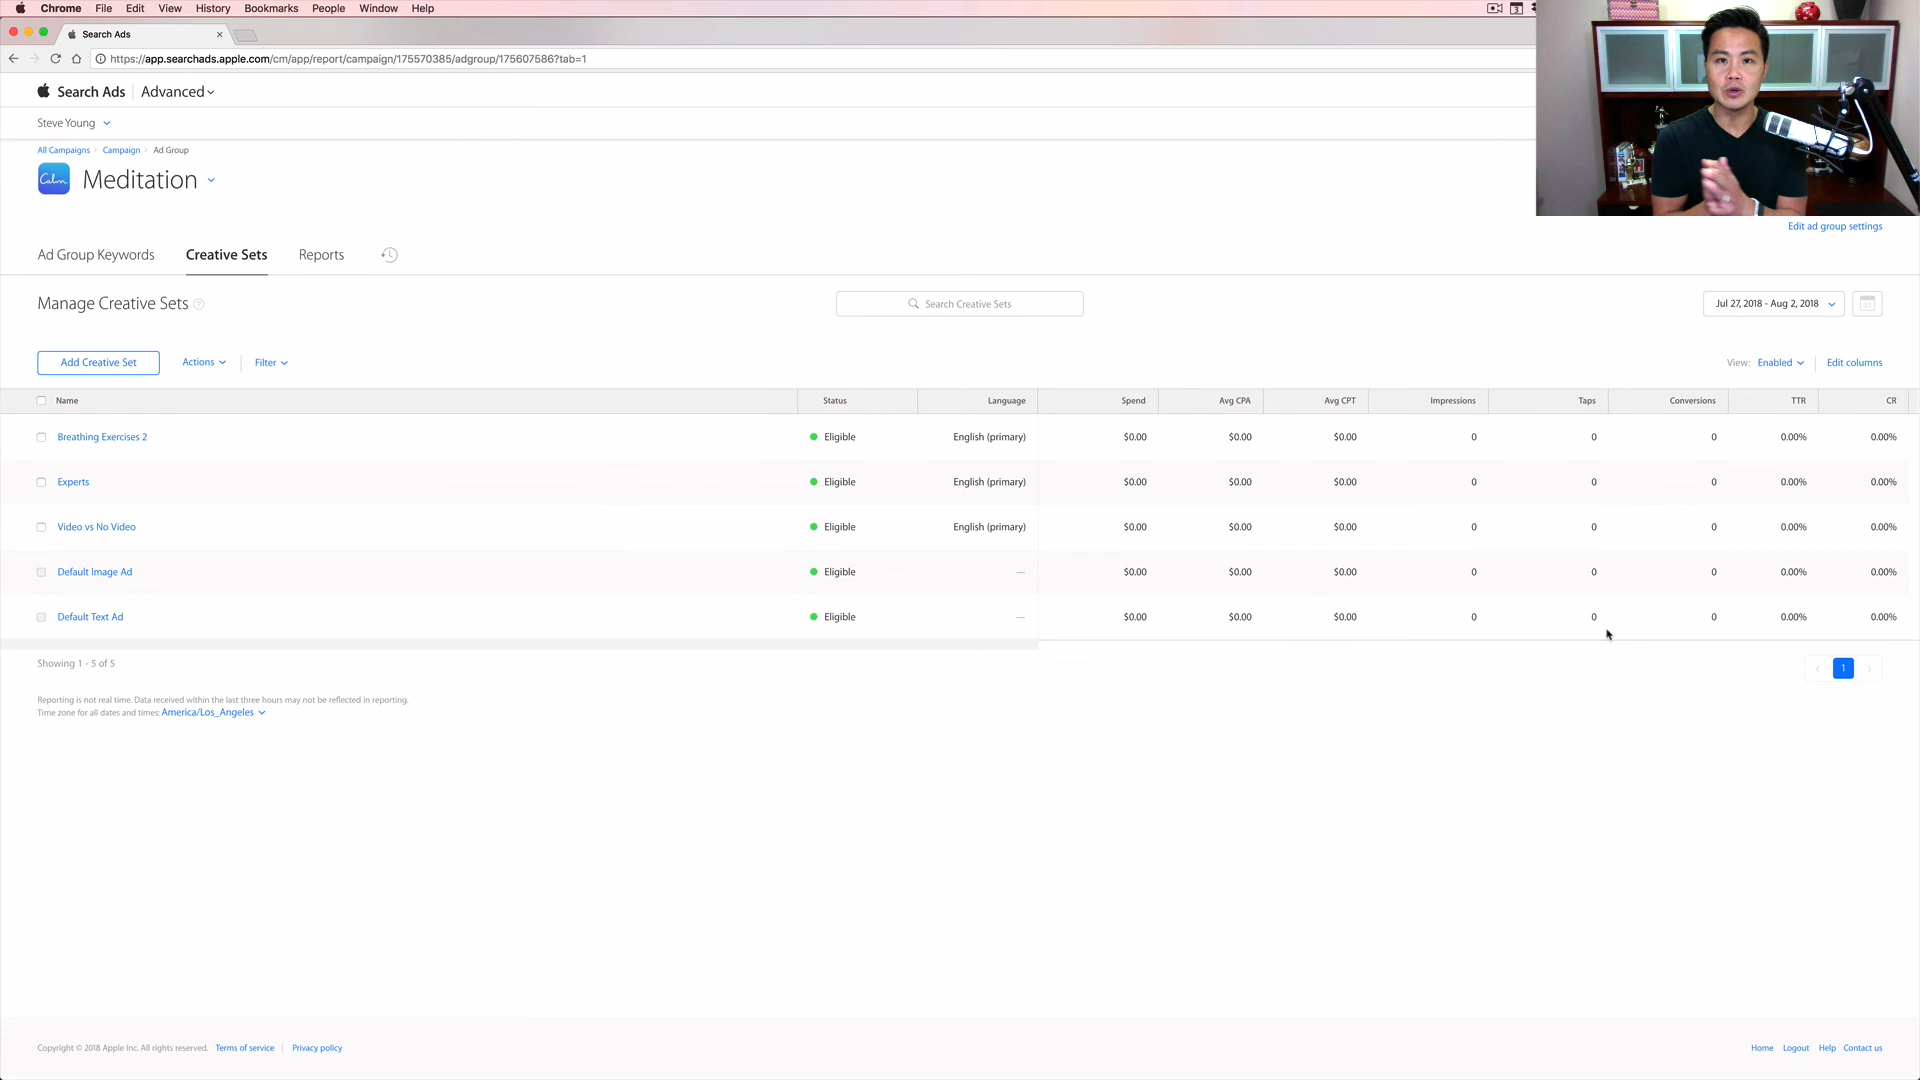 Chrome File Edit View History Bookmarks People Window Help
Search Ads
https://app.searchads.apple.com/cm/app/report/campaign/175570385/adgroup/175607586?tab=1
Search Ads Advanced
Steve Young
All Campaigns Campaign Ad Group
Calm Meditation
Edit ad group settings
Ad Group Keywords Creative Sets Reports
Manage Creative Sets ? Search Creative Sets Jul 27, 2018 - Aug 2, 2018 31
Add Creative Set Actions Filter View: Enabled Edit columns
Name Status Language Spend Avg CPA Avg CPT Impressions Taps Conversions TTR CR
Breathing Exercises 2 Eligible English (primary) $0.00 $0.00 $0.00 0 0 0 0.00% 0.00%
Experts Eligible English (primary) $0.00 $0.00 $0.00 0 0 0 0.00% 0.00%
Video vs No Video Eligible English (primary) $0.00 $0.00 $0.00 0 0 0 0.00% 0.00%
Default Image Ad Eligible — $0.00 $0.00 $0.00 0 0 0 0.00% 0.00%
Default Text Ad Eligible — $0.00 $0.00 $0.00 0 0 0 0.00% 0.00%
Showing 1 - 5 of 5 1
Reporting is not real time. Data received within the last three hours may not be reflected in reporting.
Time zone for all dates and times: America/Los_Angeles
Copyright © 2018 Apple Inc. All rights reserved. Terms of service Privacy policy Home Logout Help Contact us